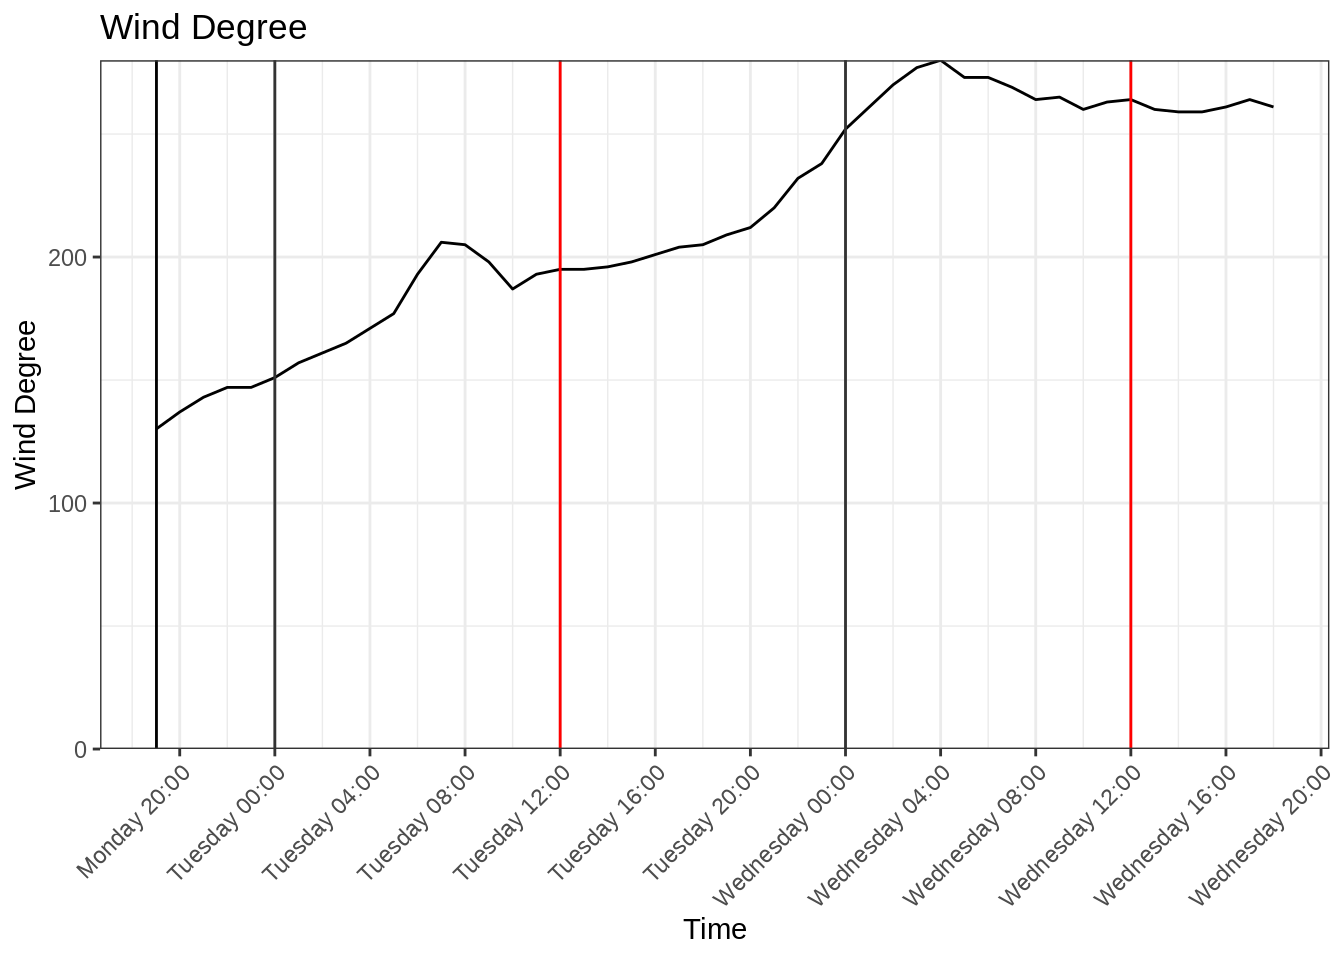 Wind Degree
Wind Degree
200
100
0
Monday 20:00
Tuesday 00:00
Tuesday 04:00
Tuesday 08:00
Tuesday 12:00
Tuesday 16:00
Tuesday 20:00
Wednesday 00:00
Wednesday 04:00
Wednesday 08:00
Wednesday 12:00
Wednesday 16:00
Wednesday 20:00
Time